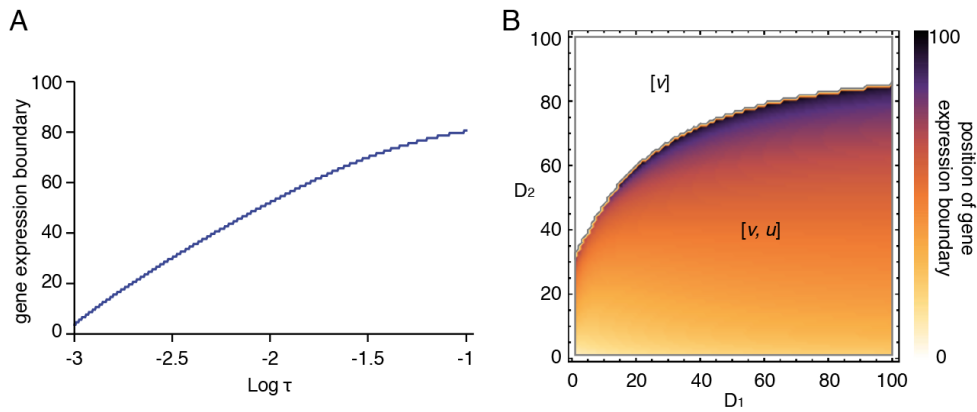 A
gene expression boundary
100
80
60
40
20
0
-3
-2.5
-2
-1.5
-1
Log τ
B
D₂
100
80
60
40
20
0
[v]
[v, u]
0
20
40
60
80
100
D₁
100
0
position of gene
expression boundary